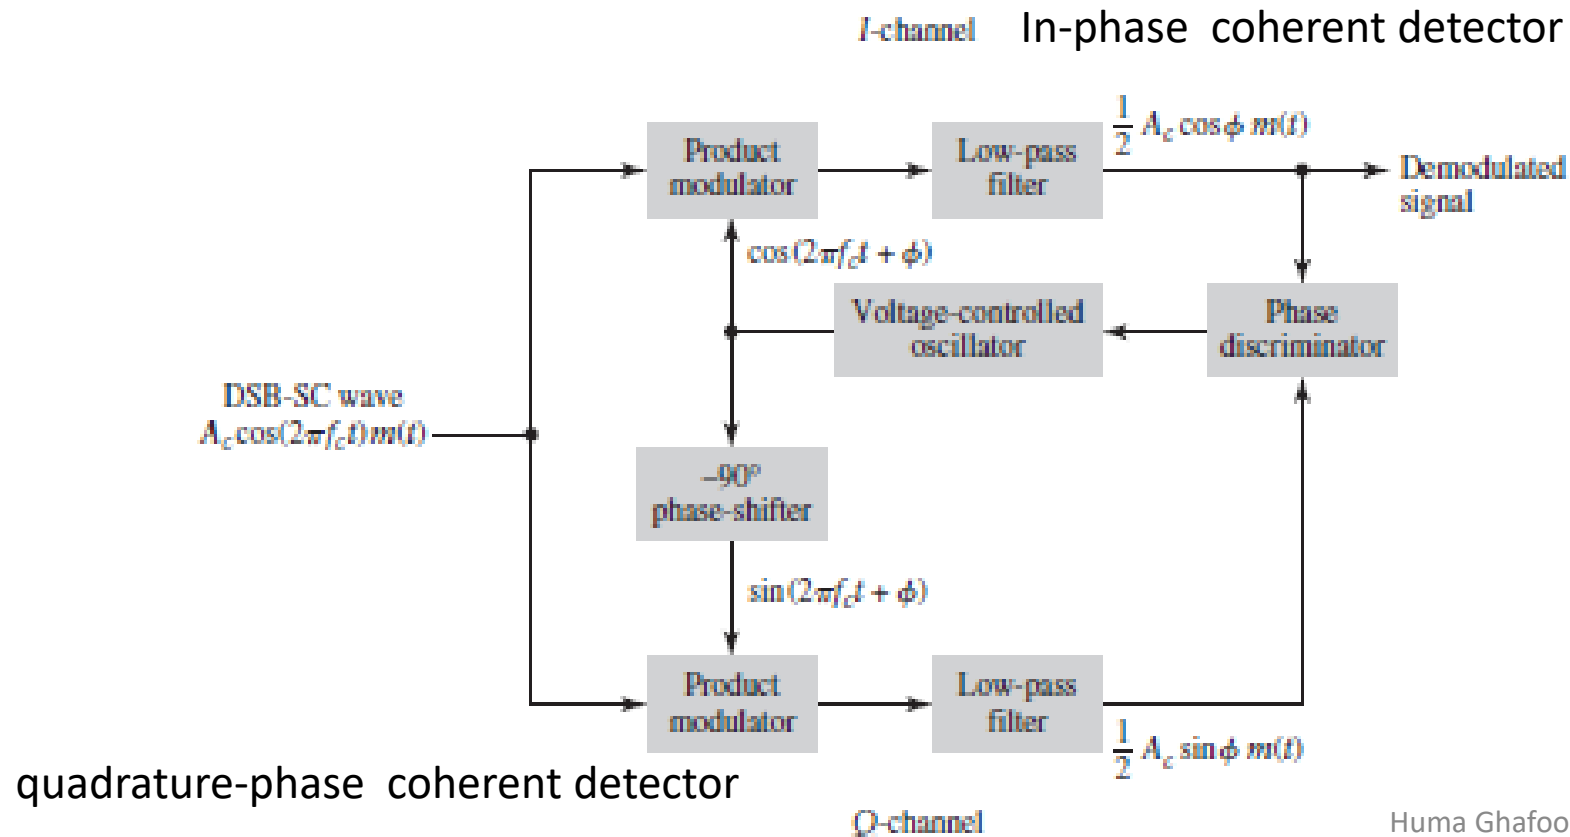 I-channel In-phase coherent detector
Product
modulator
Low-pass
filter
1/2 A_c cos ϕ m(t)
Demodulated
signal
cos(2πf_ct + ϕ)
Voltage-controlled
oscillator
Phase
discriminator
DSB-SC wave
A_c cos(2πf_ct)m(t)
–90°
phase-shifter
sin(2πf_ct + ϕ)
Product
modulator
Low-pass
filter
1/2 A_c sin ϕ m(t)
quadrature-phase coherent detector
Q-channel
Huma Ghafoo